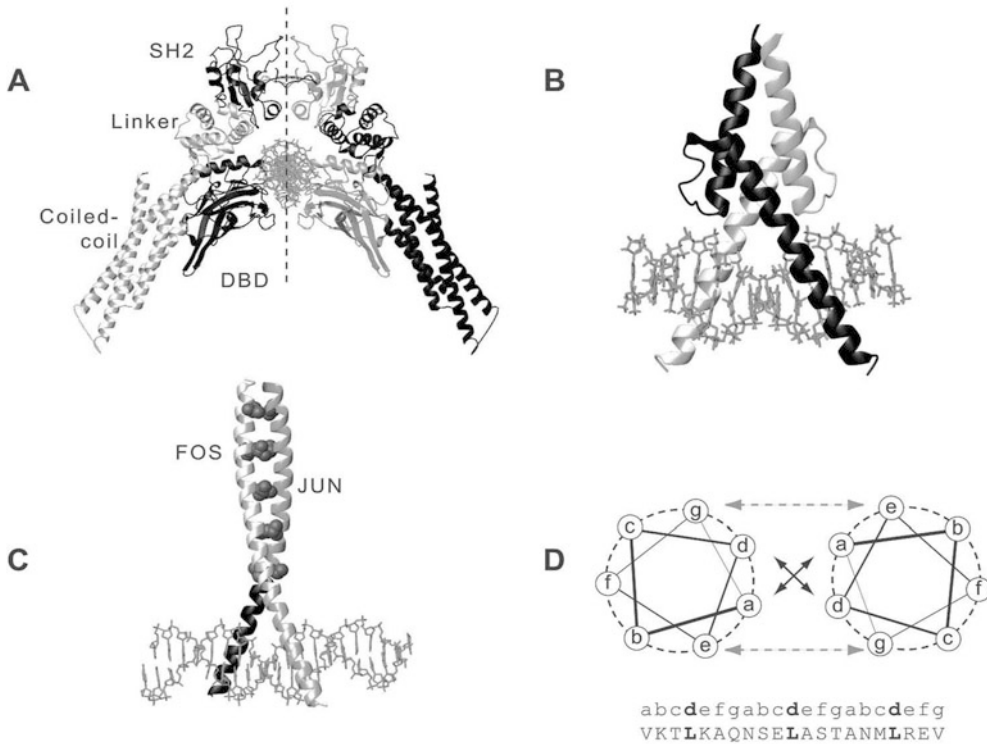 A
SH2
Linker
Coiled-
coil
DBD
B
C
FOS
JUN
D
g
c
d
f
a
b
e
e
a
b
f
d
c
g
abcdefgabcdefgabcdefg
VKTLKAQNSELASTANMLREV